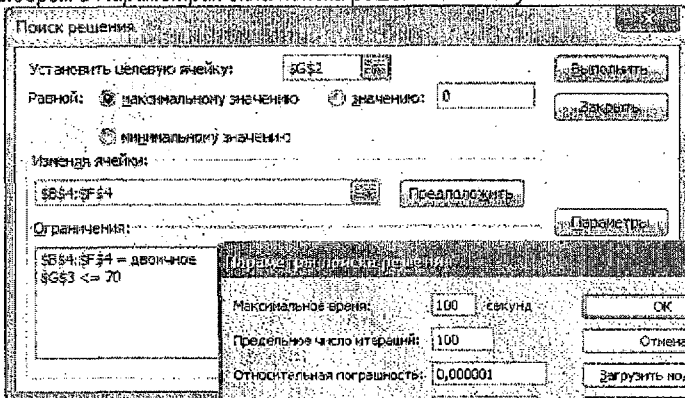 Поиск решения
Установить целевую ячейку: $G$2
Выполнить
Равной: максимальному значению значению: 0
Закрыть
минимальному значению
Изменяя ячейки:
$B$4:$F$4 Предположить
Ограничения:
Параметры
$B$4:$F$4 = двоичное
$G$3 <= 70
Параметры поиска решения
Максимальное время: 100 секунд OK
Предельное число итераций: 100 Отмена
Относительная погрешность: 0,000001 Загрузить